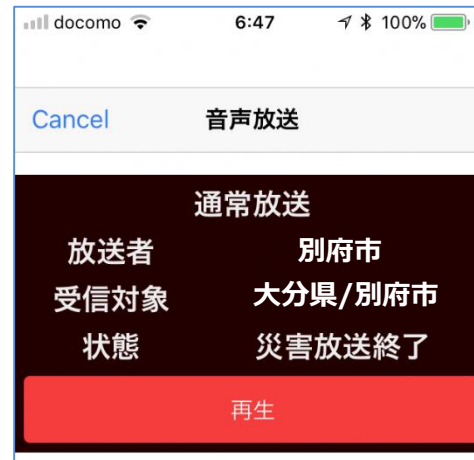 docomo 6:47 100%
Cancel 音声放送
通常放送
放送者 別府市
受信対象 大分県/別府市
状態 災害放送終了
再生